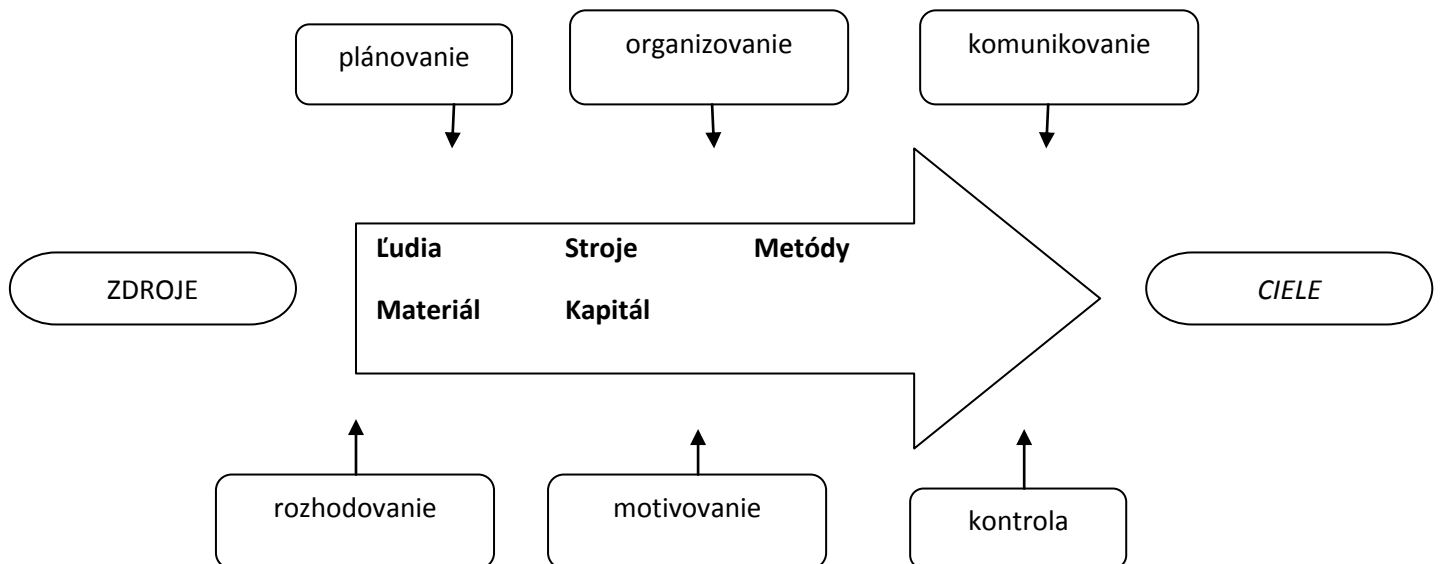 plánovanie
organizovanie
komunikovanie
Ľudia Stroje Metódy
ZDROJE
CIELE
Materiál Kapitál
rozhodovanie
motivovanie
kontrola